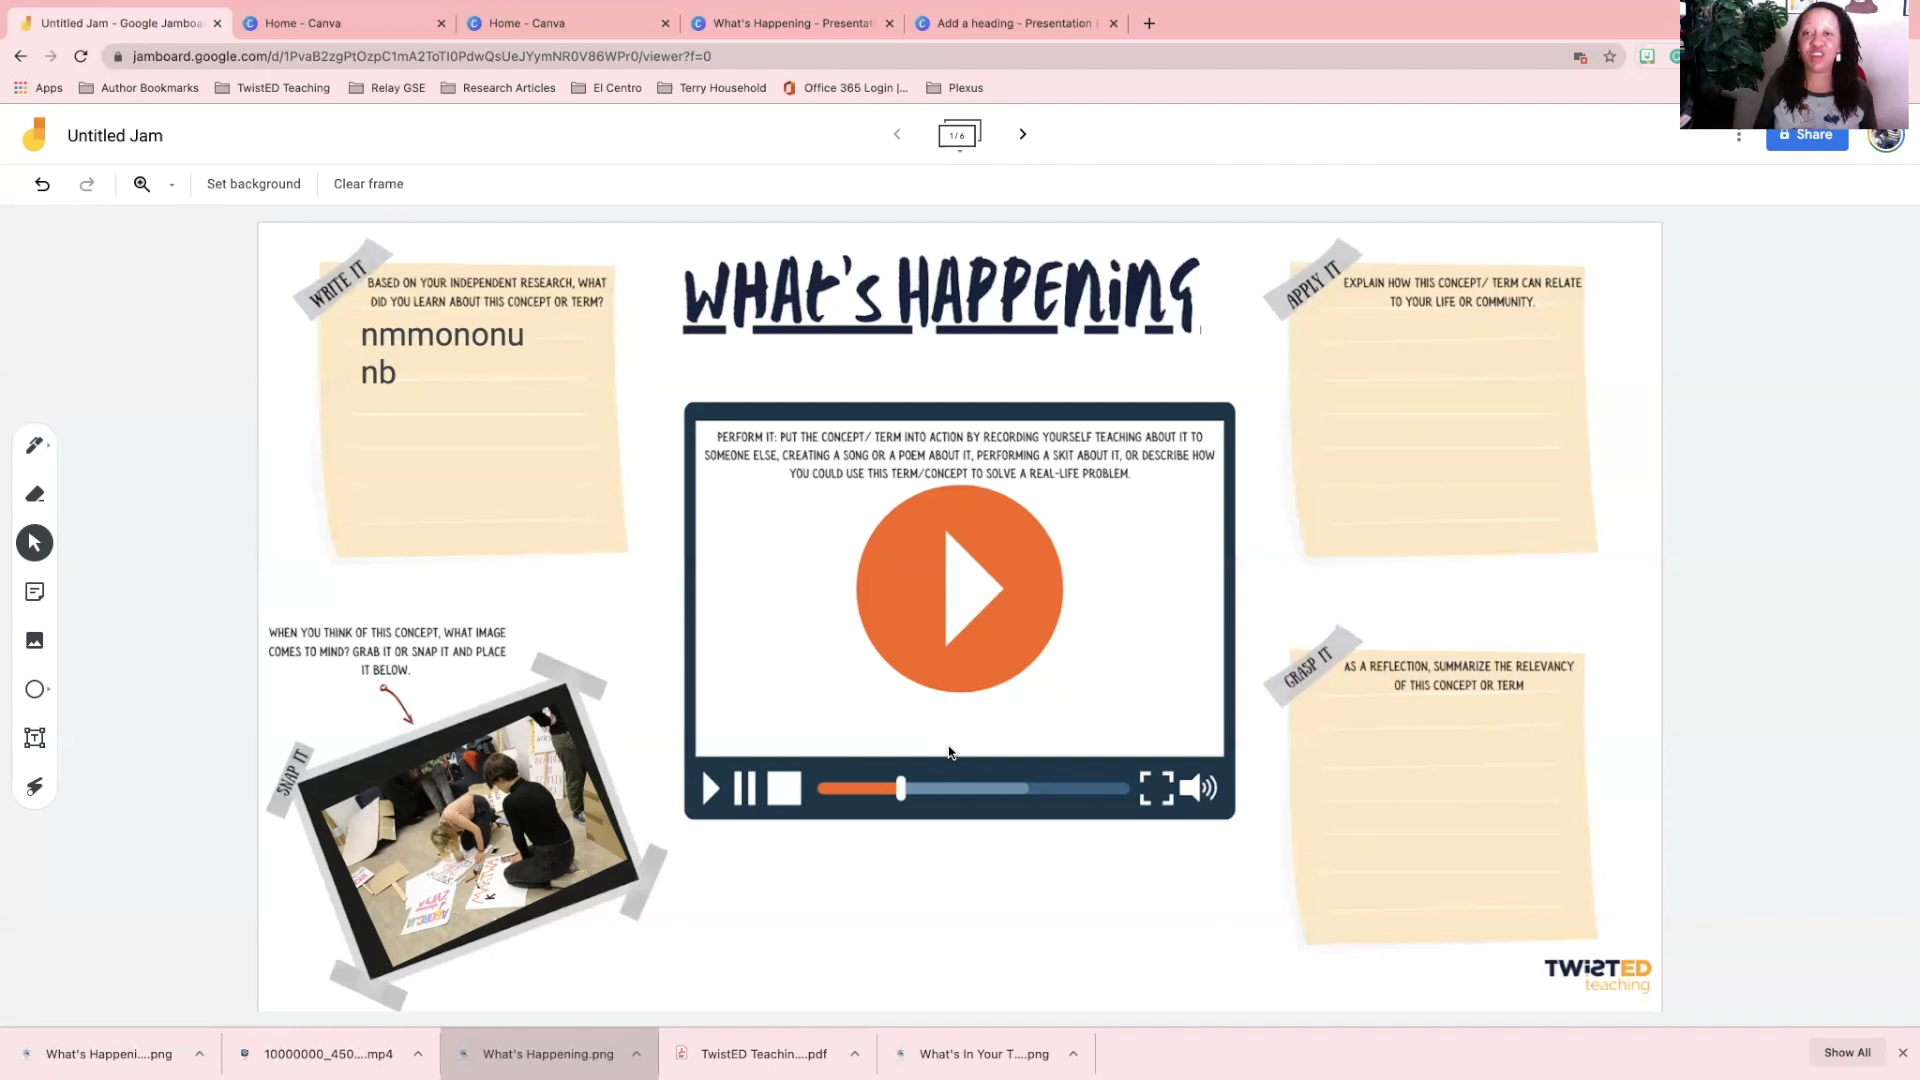 Untitled Jam - Google Jamboa
Home - Canva
Home - Canva
What's Happening - Presentat
Add a heading - Presentation (
jamboard.google.com/d/1PvaB2zgPtOzpC1mA2ToTI0PdwQsUeJYymNR0V86WPr0/viewer?f=0
Apps
Author Bookmarks
TwistED Teaching
Relay GSE
Research Articles
El Centro
Terry Household
Office 365 Login |...
Plexus
Untitled Jam
1/6
Share
Set background
Clear frame
WRITE IT
BASED ON YOUR INDEPENDENT RESEARCH, WHAT
DID YOU LEARN ABOUT THIS CONCEPT OR TERM?
nmmononu
nb
WHAT'S HAPPENING
APPLY IT
EXPLAIN HOW THIS CONCEPT/ TERM CAN RELATE
TO YOUR LIFE OR COMMUNITY.
PERFORM IT: PUT THE CONCEPT/ TERM INTO ACTION BY RECORDING YOURSELF TEACHING ABOUT IT TO
SOMEONE ELSE, CREATING A SONG OR A POEM ABOUT IT, PERFORMING A SKIT ABOUT IT, OR DESCRIBE HOW
YOU COULD USE THIS TERM/CONCEPT TO SOLVE A REAL-LIFE PROBLEM.
WHEN YOU THINK OF THIS CONCEPT, WHAT IMAGE
COMES TO MIND? GRAB IT OR SNAP IT AND PLACE
IT BELOW.
SNAP IT
GRASP IT
AS A REFLECTION, SUMMARIZE THE RELEVANCY
OF THIS CONCEPT OR TERM
TWISTED
teaching
What's Happeni....png
10000000_450....mp4
What's Happening.png
TwistED Teachin....pdf
What's In Your T....png
Show All